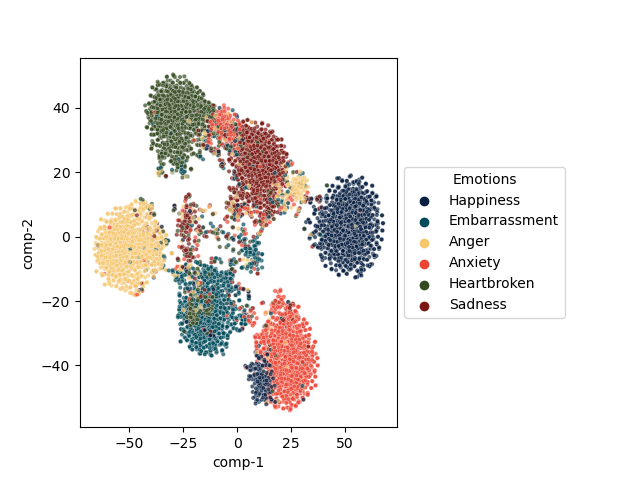 Emotions
Happiness
Embarrassment
Anger
Anxiety
Heartbroken
Sadness
comp-2
40
20
0
−20
−40
−50
−25
0
25
50
comp-1